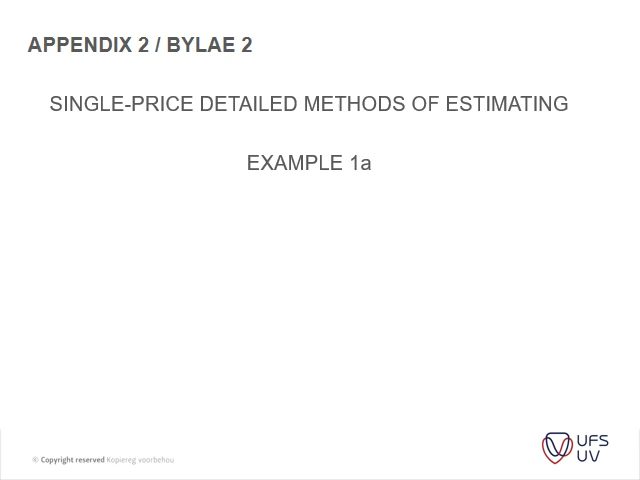 APPENDIX 2 / BYLAE 2
SINGLE-PRICE DETAILED METHODS OF ESTIMATING
EXAMPLE 1a
© Copyright reserved Kopiereg voorbehou
UFS
UV